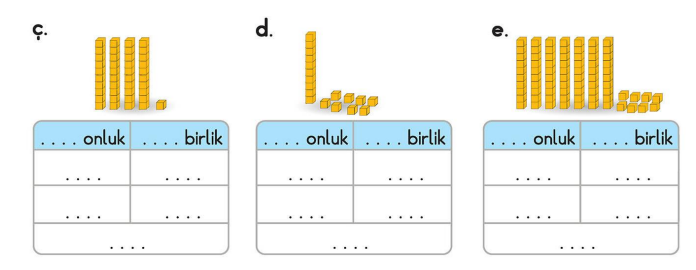 ç.
d.
e.
. . . . onluk . . . . birlik
. . . . onluk . . . . birlik
. . . . onluk . . . . birlik
. . . . . . . .
. . . . . . . .
. . . . . . . .
. . . . . . . .
. . . . . . . .
. . . . . . . .
. . . .
. . . .
. . . .